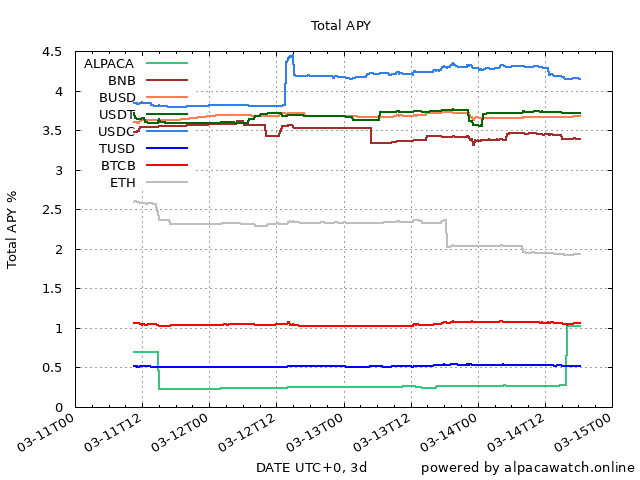 Total APY
Total APY %
4.5
4
3.5
3
2.5
2
1.5
1
0.5
0
ALPACA
BNB
BUSD
USDT
USDC
TUSD
BTCB
ETH
03-11T00
03-11T12
03-12T00
03-12T12
03-13T00
03-13T12
03-14T00
03-14T12
03-15T00
DATE UTC+0, 3d
powered by alpacawatch.online